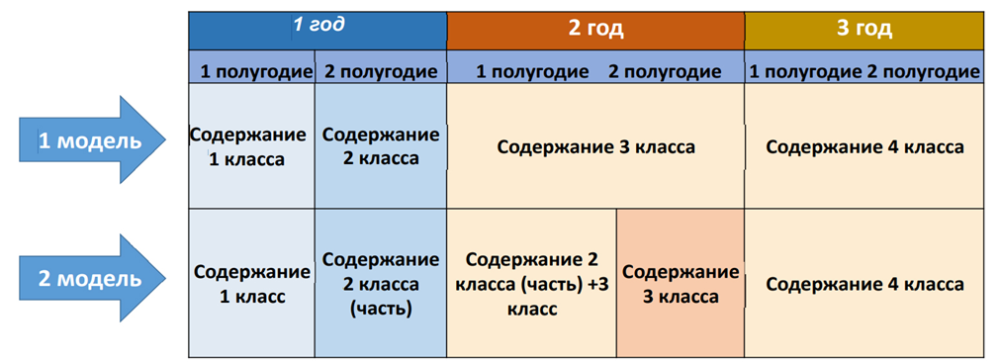 1 год
2 год
3 год
1 полугодие
2 полугодие
1 полугодие
2 полугодие
1 полугодие 2 полугодие
1 модель
Содержание
1 класса
Содержание
2 класса
Содержание 3 класса
Содержание 4 класса
2 модель
Содержание
1 класс
Содержание
2 класса
(часть)
Содержание 2
класса (часть) +3
класс
Содержание
3 класса
Содержание 4 класса